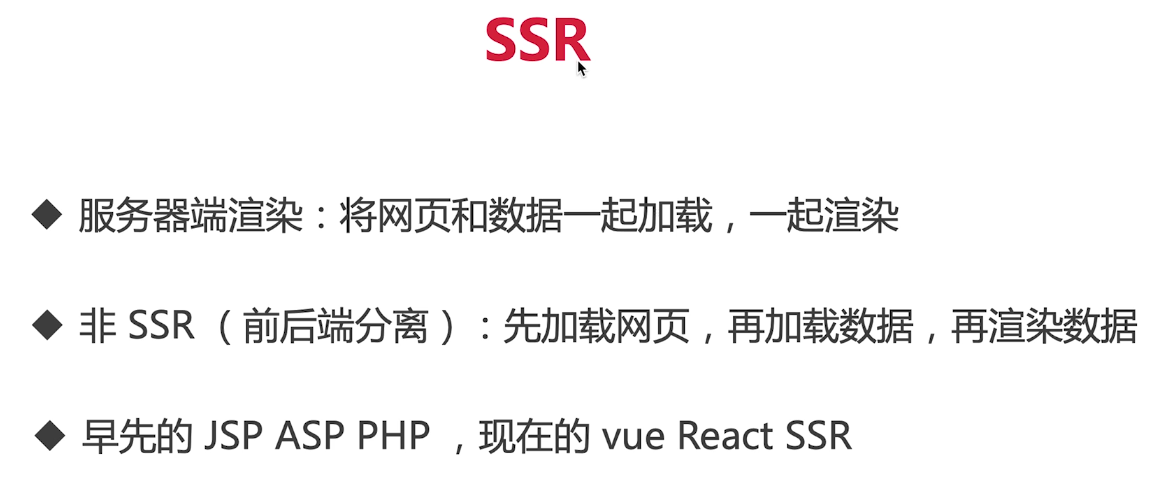 SSR
◆ 服务器端渲染：将网页和数据一起加载，一起渲染
◆ 非 SSR （前后端分离）：先加载网页，再加载数据，再渲染数据
◆ 早先的 JSP ASP PHP ，现在的 vue React SSR